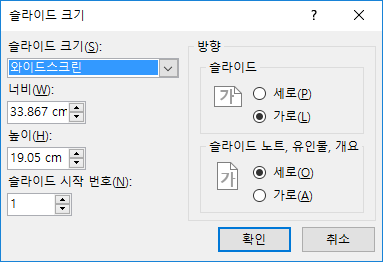 슬라이드 크기
? ×
슬라이드 크기(S):
와이드스크린
너비(W):
33.867 cm
높이(H):
19.05 cm
슬라이드 시작 번호(N):
1
방향
슬라이드
가
세로(P)
가로(L)
슬라이드 노트, 유인물, 개요
가
세로(O)
가로(A)
확인
취소